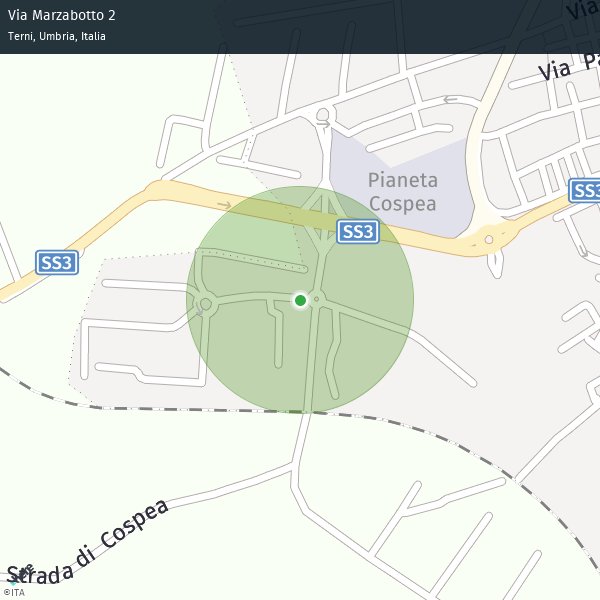 Via Marzabotto 2
Terni, Umbria, Italia
Via
Via Pa
Pianeta
Cospea
SS3
SS3
SS3
Strada di Cospea
©ITA